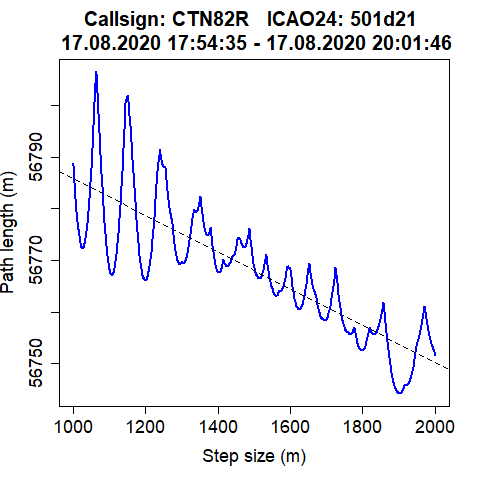 Callsign: CTN82R   ICAO24: 501d21
17.08.2020 17:54:35 - 17.08.2020 20:01:46
Path length (m)
56790
56770
56750
1000 1200 1400 1600 1800 2000
Step size (m)